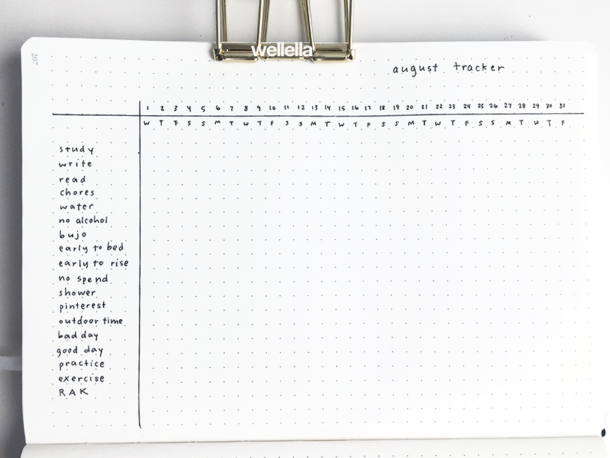 wellella
august tracker
1 2 3 4 5 6 7 8 9 10 11 12 13 14 15 16 17 18 19 20 21 22 23 24 25 26 27 28 29 30 31
W T F S S M T W T F S S M T W T F S S M T W T F S S M T W T F
study
write
read
chores
water
no alcohol
bujo
early to bed
early to rise
no spend
shower
pinterest
outdoor time
bad day
good day
practice
exercise
RAK